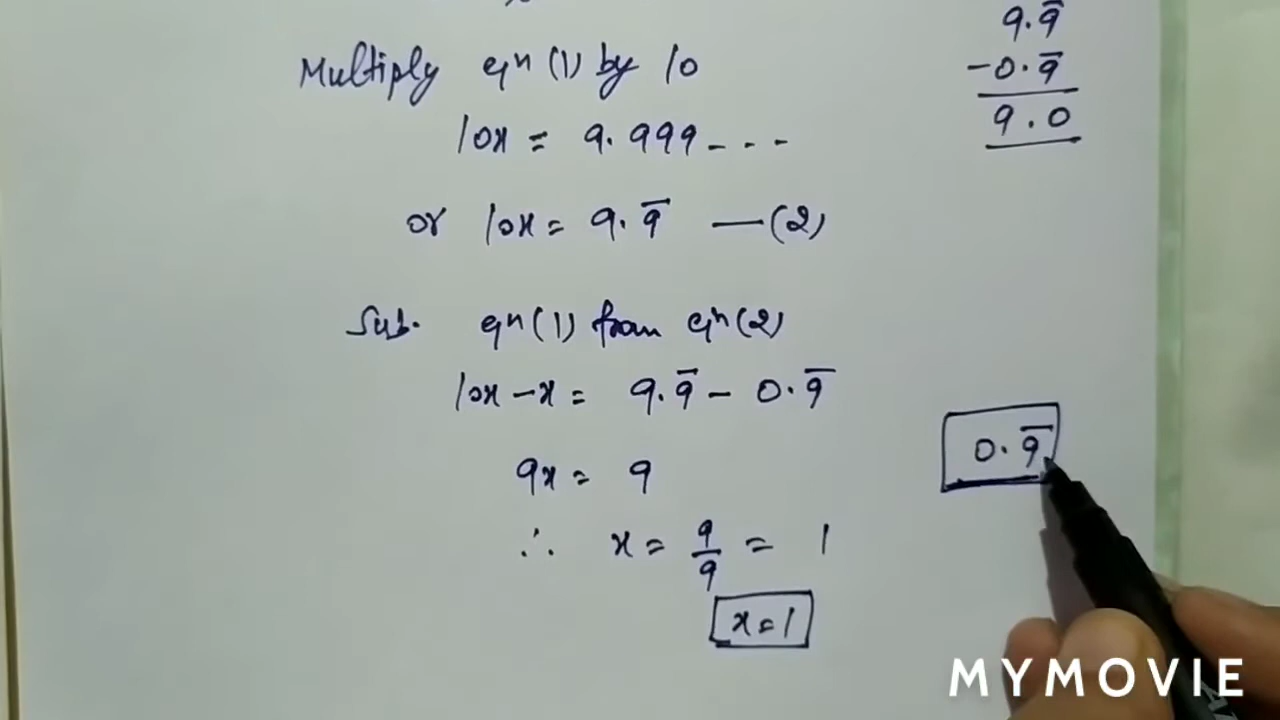 Multiply eqn (1) by 10
10x = 9.999 - - -
or 10x = 9.9̅ —(2)
Sub. eqn (1) from eqn (2)
10x - x = 9.9̅ - 0.9̅
9x = 9
∴ x = 9/9 = 1
x = 1
9.9̅
-0.9̅
9.0
0.9̅
MYMOVIE